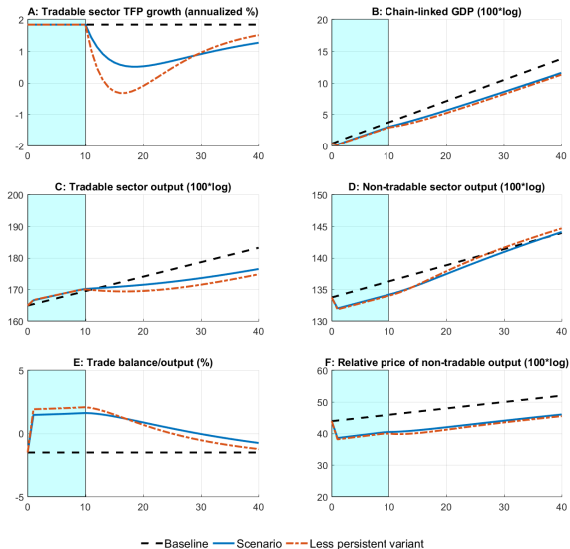 A: Tradable sector TFP growth (annualized %)
2
1
0
-1
-2
0 10 20 30 40
B: Chain-linked GDP (100*log)
20
15
10
5
0
0 10 20 30 40
C: Tradable sector output (100*log)
200
190
180
170
160
0 10 20 30 40
D: Non-tradable sector output (100*log)
150
145
140
135
130
0 10 20 30 40
E: Trade balance/output (%)
5
0
-5
0 10 20 30 40
F: Relative price of non-tradable output (100*log)
60
50
40
30
20
0 10 20 30 40
Baseline Scenario Less persistent variant